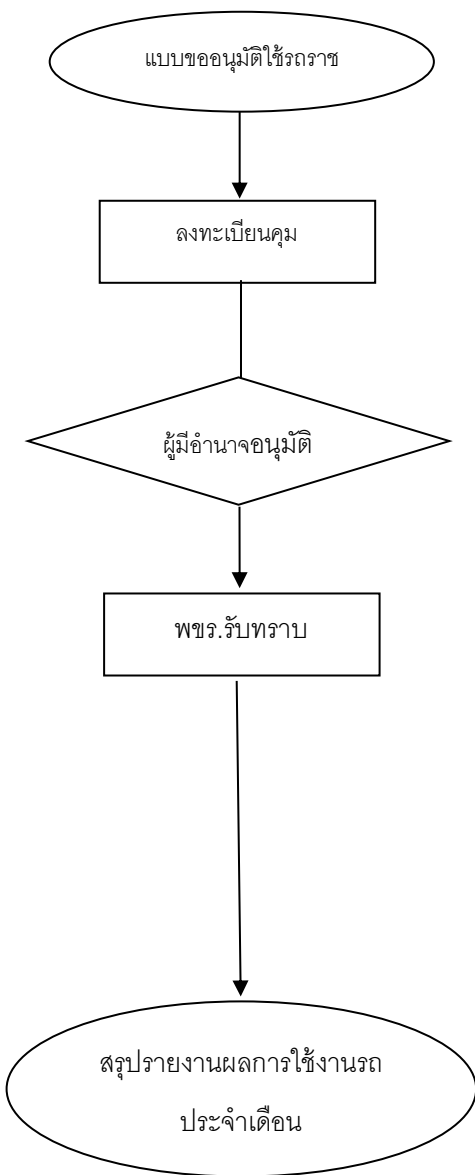 แบบขออนุมัติใช้รถราช
ลงทะเบียนคุม
ผู้มีอำนาจอนุมัติ
พขร.รับทราบ
สรุปรายงานผลการใช้งานรถ
ประจำเดือน